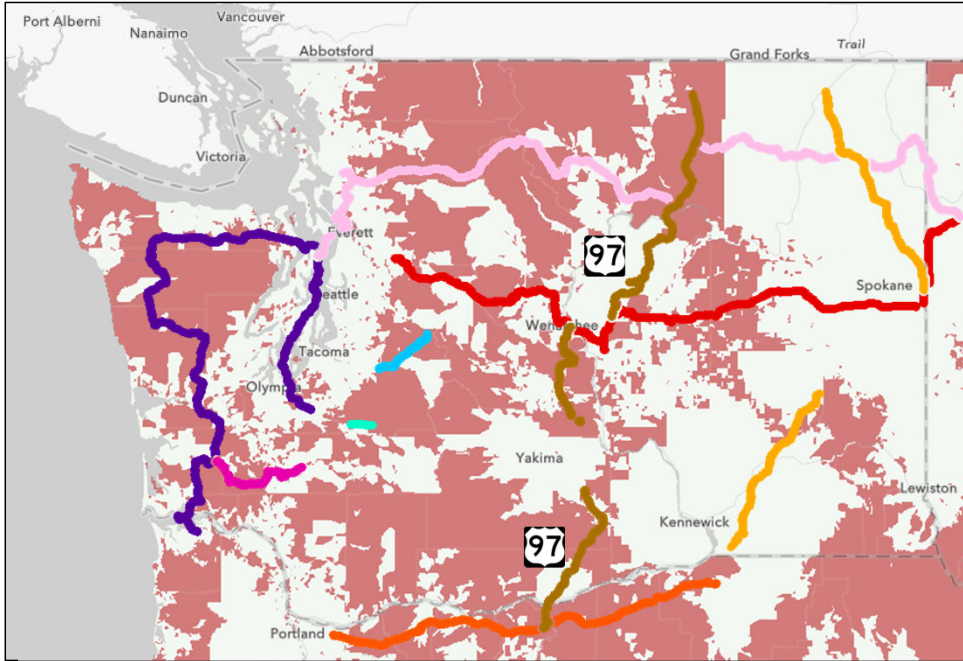 Vancouver
Port Alberni
Nanaimo
Abbotsford
Trail
Grand Forks
Duncan
Victoria
Everett
97
Spokane
eattle
Wenatchee
Tacoma
Olympia
Yakima
Lewiston
Kennewick
97
Portland